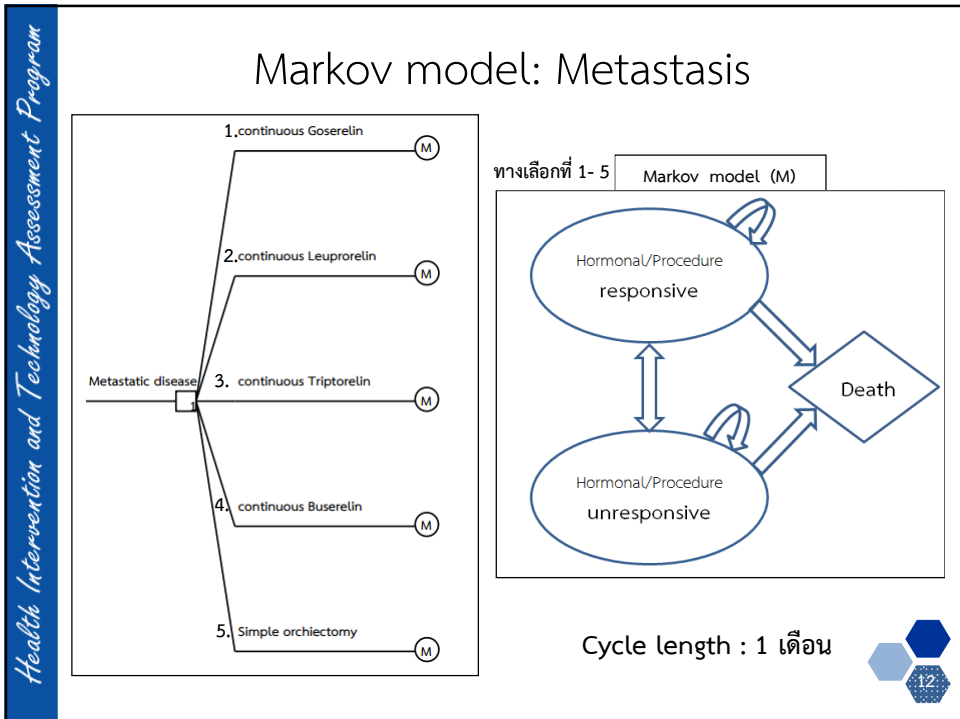 Health Intervention and Technology Assessment Program
Markov model: Metastasis
1.continuous Goserelin
M
2.continuous Leuprorelin
M
Metastatic disease
1
3. continuous Triptorelin
M
4. continuous Buserelin
M
5. Simple orchiectomy
M
ทางเลือกที่ 1- 5
Markov model (M)
Hormonal/Procedure
responsive
Death
Hormonal/Procedure
unresponsive
Cycle length : 1 เดือน
12